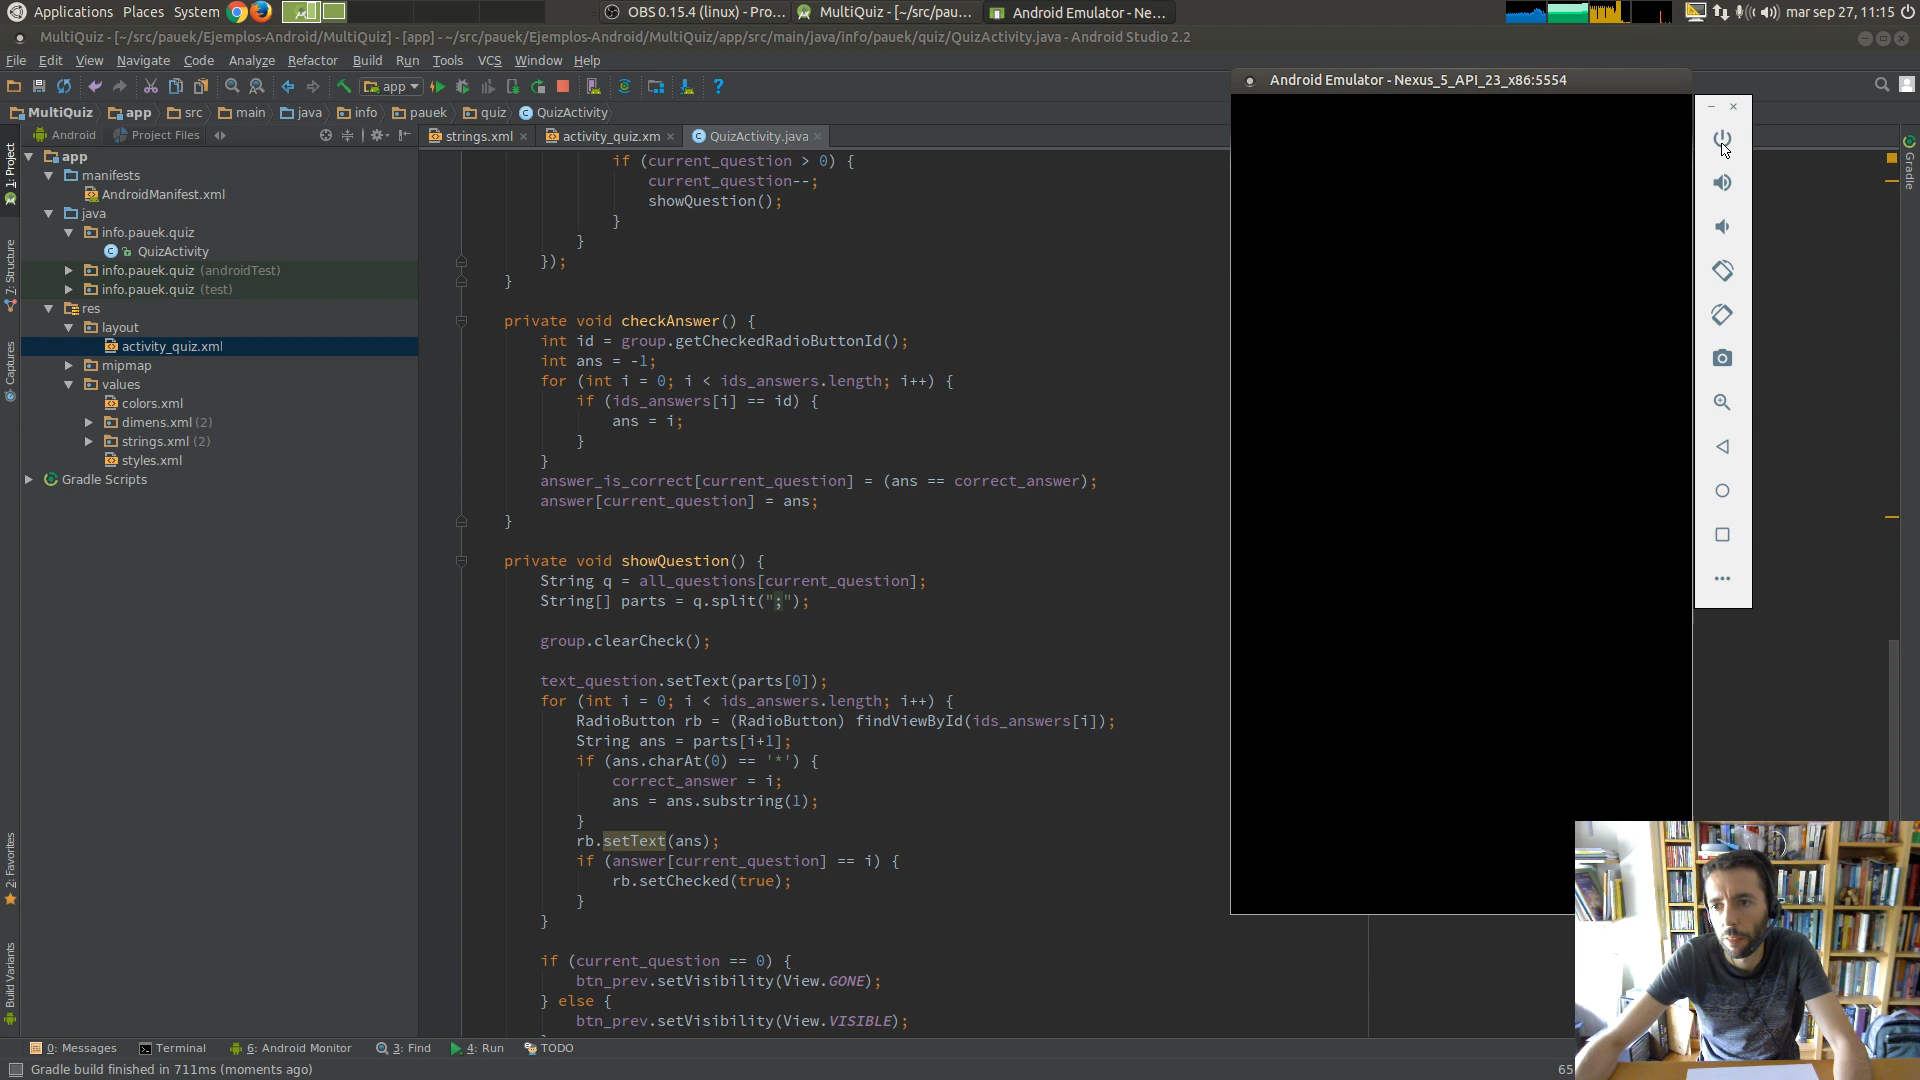 Applications Places System
OBS 0.15.4 (linux) - Pro...
MultiQuiz - [~/src/pau...
Android Emulator - Ne...
mar sep 27, 11:15
MultiQuiz - [~/src/pauek/Ejemplos-Android/MultiQuiz] - [app] - ~/src/pauek/Ejemplos-Android/MultiQuiz/app/src/main/java/info/pauek/quiz/QuizActivity.java - Android Studio 2.2
File Edit View Navigate Code Analyze Refactor Build Run Tools VCS Window Help
app
MultiQuiz app src main java info pauek quiz QuizActivity
Android Project Files
strings.xml activity_quiz.xm QuizActivity.java
1: Project
7: Structure
Captures
2: Favorites
Build Variants
app
manifests
AndroidManifest.xml
java
info.pauek.quiz
QuizActivity
info.pauek.quiz (androidTest)
info.pauek.quiz (test)
res
layout
activity_quiz.xml
mipmap
values
colors.xml
dimens.xml (2)
strings.xml (2)
styles.xml
Gradle Scripts
if (current_question > 0) {
current_question--;
showQuestion();
}
}
});
}
private void checkAnswer() {
int id = group.getCheckedRadioButtonId();
int ans = -1;
for (int i = 0; i < ids_answers.length; i++) {
if (ids_answers[i] == id) {
ans = i;
}
}
answer_is_correct[current_question] = (ans == correct_answer);
answer[current_question] = ans;
}
private void showQuestion() {
String q = all_questions[current_question];
String[] parts = q.split(";");
group.clearCheck();
text_question.setText(parts[0]);
for (int i = 0; i < ids_answers.length; i++) {
RadioButton rb = (RadioButton) findViewById(ids_answers[i]);
String ans = parts[i+1];
if (ans.charAt(0) == '*') {
correct_answer = i;
ans = ans.substring(1);
}
rb.setText(ans);
if (answer[current_question] == i) {
rb.setChecked(true);
}
}
if (current_question == 0) {
btn_prev.setVisibility(View.GONE);
} else {
btn_prev.setVisibility(View.VISIBLE);
Android Emulator - Nexus_5_API_23_x86:5554
Gradle
0: Messages Terminal 6: Android Monitor 3: Find 4: Run TODO
Gradle build finished in 711ms (moments ago)
65